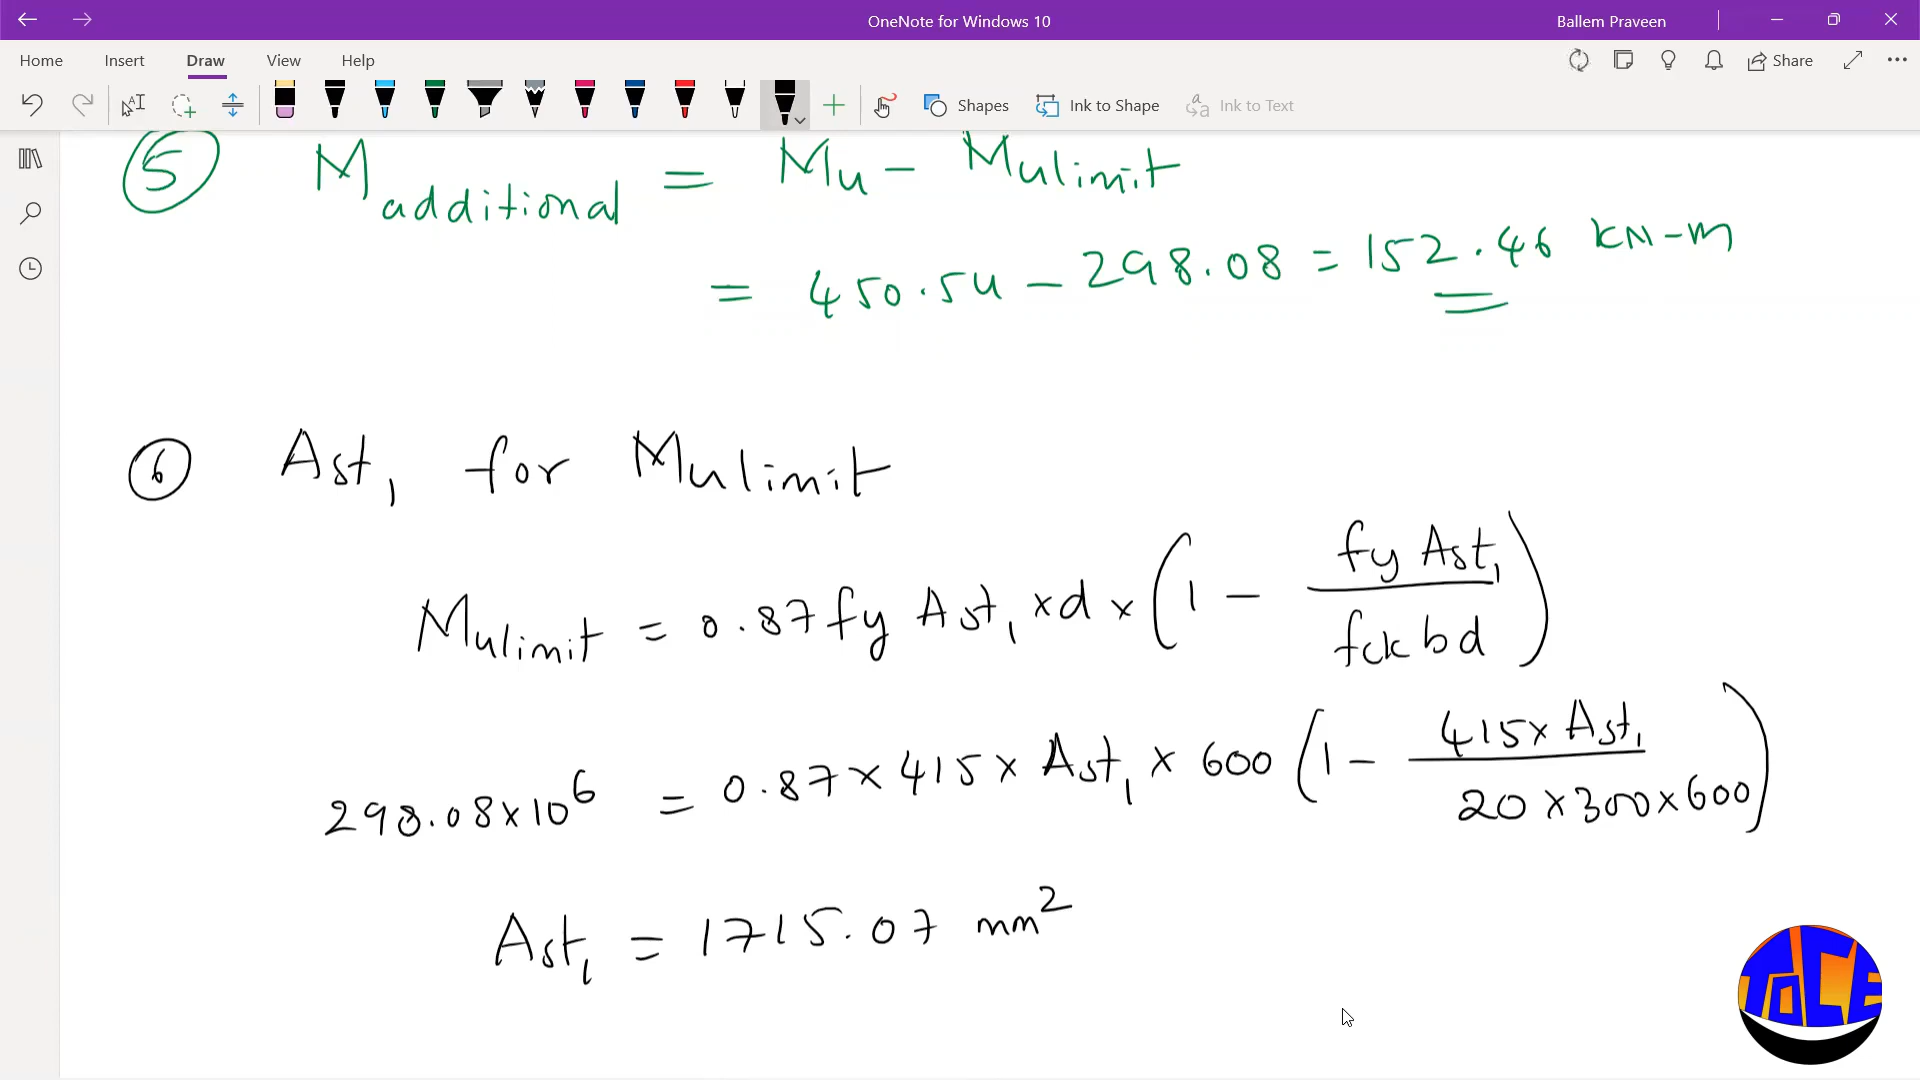 OneNote for Windows 10
Ballem Praveen
Home Insert Draw View Help
Share
Shapes Ink to Shape Ink to Text
5 M additional = Mu - Mulimit
= 450.54 - 298.08 = 152.46 kN-m
6 Ast1 for Mulimit
Mulimit = 0.87 fy Ast1 x d x (1 - fy Ast1 / fck b d)
298.08 x 10^6 = 0.87 x 415 x Ast1 x 600 (1 - 415 x Ast1 / 20 x 300 x 600)
Ast1 = 1715.07 mm²